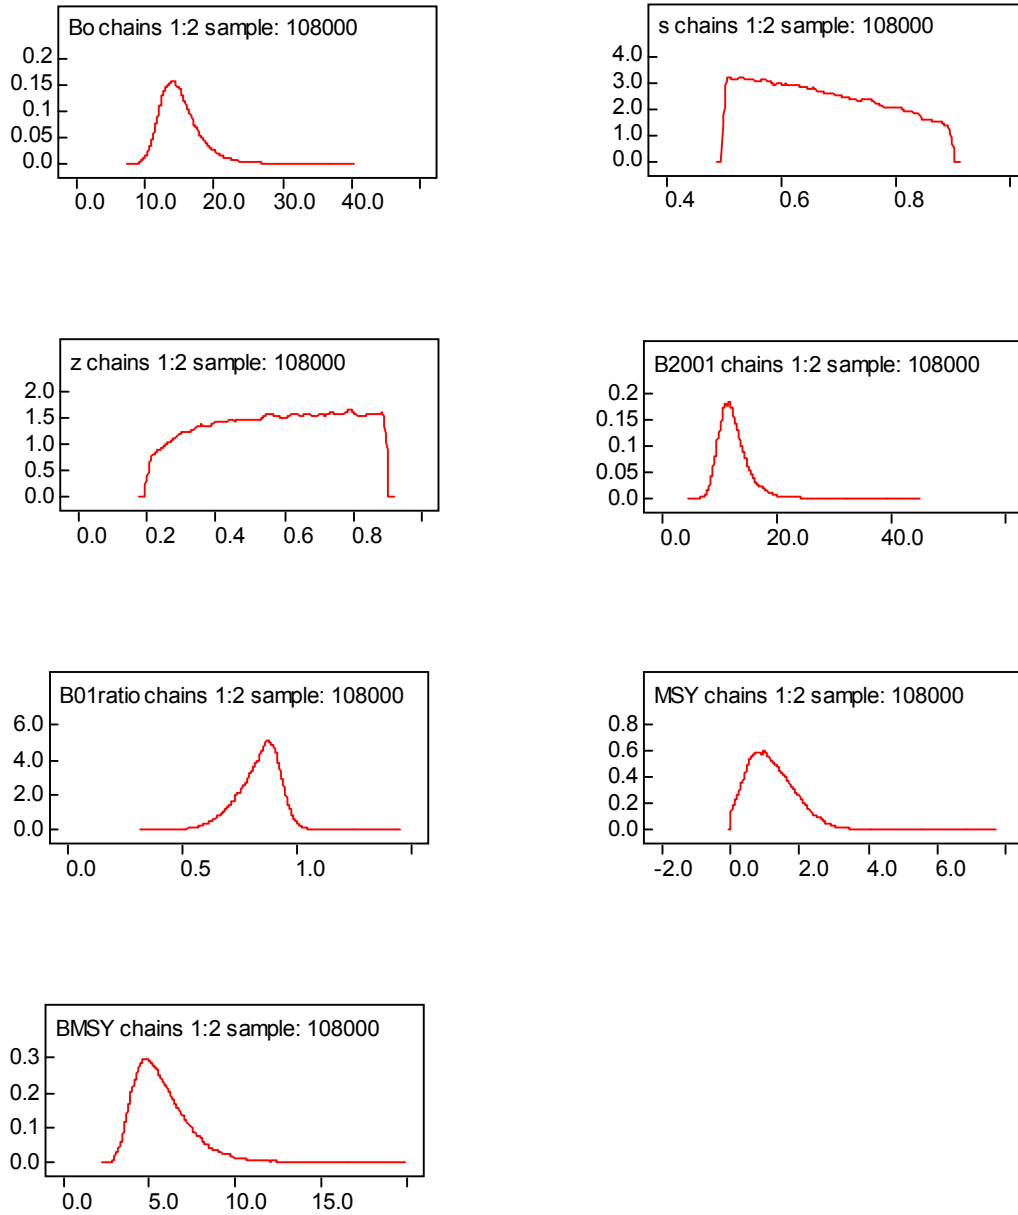 Bo chains 1:2 sample: 108000
0.2
0.15
0.1
0.05
0.0
0.0 10.0 20.0 30.0 40.0
s chains 1:2 sample: 108000
4.0
3.0
2.0
1.0
0.0
0.4 0.6 0.8
z chains 1:2 sample: 108000
2.0
1.5
1.0
0.5
0.0
0.0 0.2 0.4 0.6 0.8
B2001 chains 1:2 sample: 108000
0.2
0.15
0.1
0.05
0.0
0.0 20.0 40.0
B01ratio chains 1:2 sample: 108000
6.0
4.0
2.0
0.0
0.0 0.5 1.0
MSY chains 1:2 sample: 108000
0.8
0.6
0.4
0.2
0.0
-2.0 0.0 2.0 4.0 6.0
BMSY chains 1:2 sample: 108000
0.3
0.2
0.1
0.0
0.0 5.0 10.0 15.0